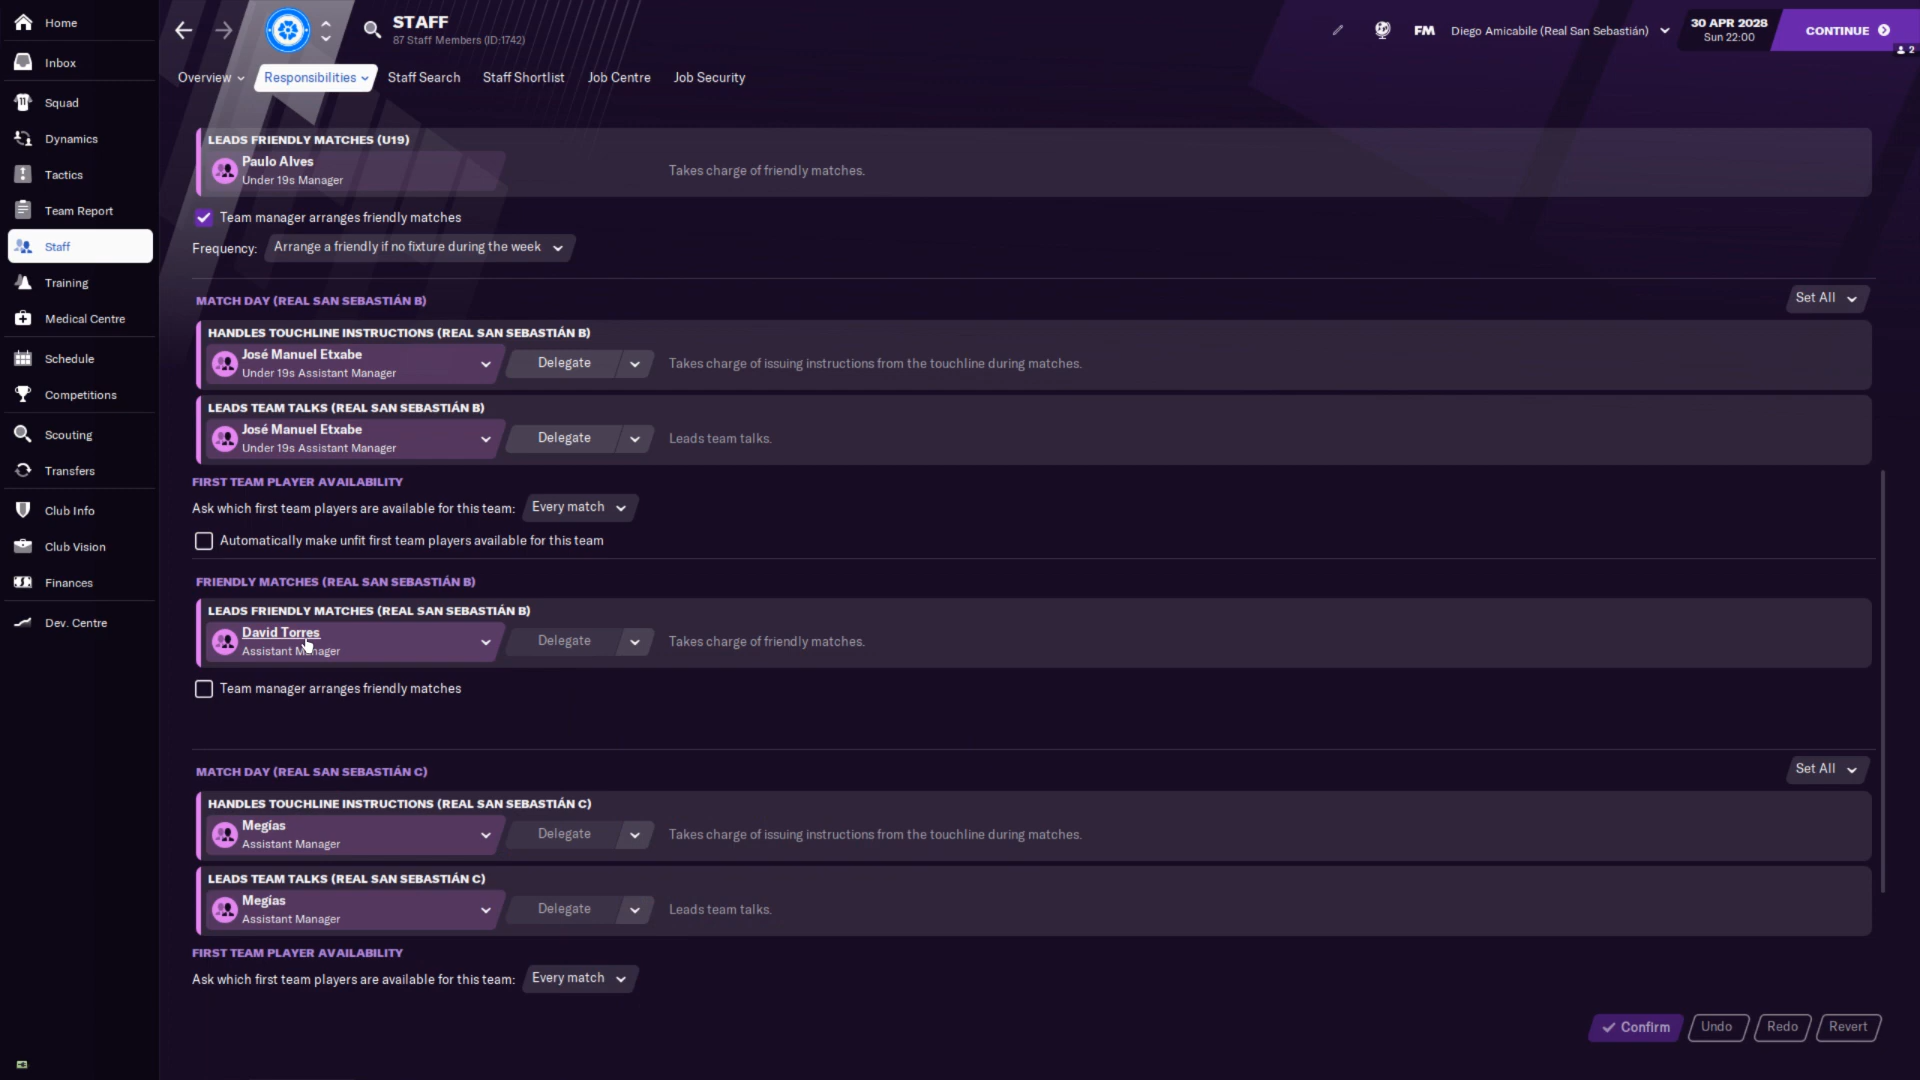 Home
Inbox
Squad
Dynamics
Tactics
Team Report
Staff
Training
Medical Centre
Schedule
Competitions
Scouting
Transfers
Club Info
Club Vision
Finances
Dev. Centre
STAFF
87 Staff Members (ID:1742)
FM
Diego Amicabile (Real San Sebastián)
30 APR 2028
Sun 22:00
CONTINUE
2
Overview
Responsibilities
Staff Search
Staff Shortlist
Job Centre
Job Security
LEADS FRIENDLY MATCHES (U19)
Paulo Alves
Under 19s Manager
Takes charge of friendly matches.
Team manager arranges friendly matches
Frequency: Arrange a friendly if no fixture during the week
MATCH DAY (REAL SAN SEBASTIÁN B)
Set All
HANDLES TOUCHLINE INSTRUCTIONS (REAL SAN SEBASTIÁN B)
José Manuel Etxabe
Under 19s Assistant Manager
Delegate
Takes charge of issuing instructions from the touchline during matches.
LEADS TEAM TALKS (REAL SAN SEBASTIÁN B)
José Manuel Etxabe
Under 19s Assistant Manager
Delegate
Leads team talks.
FIRST TEAM PLAYER AVAILABILITY
Ask which first team players are available for this team: Every match
Automatically make unfit first team players available for this team
FRIENDLY MATCHES (REAL SAN SEBASTIÁN B)
LEADS FRIENDLY MATCHES (REAL SAN SEBASTIÁN B)
David Torres
Assistant Manager
Delegate
Takes charge of friendly matches.
Team manager arranges friendly matches
MATCH DAY (REAL SAN SEBASTIÁN C)
Set All
HANDLES TOUCHLINE INSTRUCTIONS (REAL SAN SEBASTIÁN C)
Megías
Assistant Manager
Delegate
Takes charge of issuing instructions from the touchline during matches.
LEADS TEAM TALKS (REAL SAN SEBASTIÁN C)
Megías
Assistant Manager
Delegate
Leads team talks.
FIRST TEAM PLAYER AVAILABILITY
Ask which first team players are available for this team: Every match
Confirm
Undo
Redo
Revert